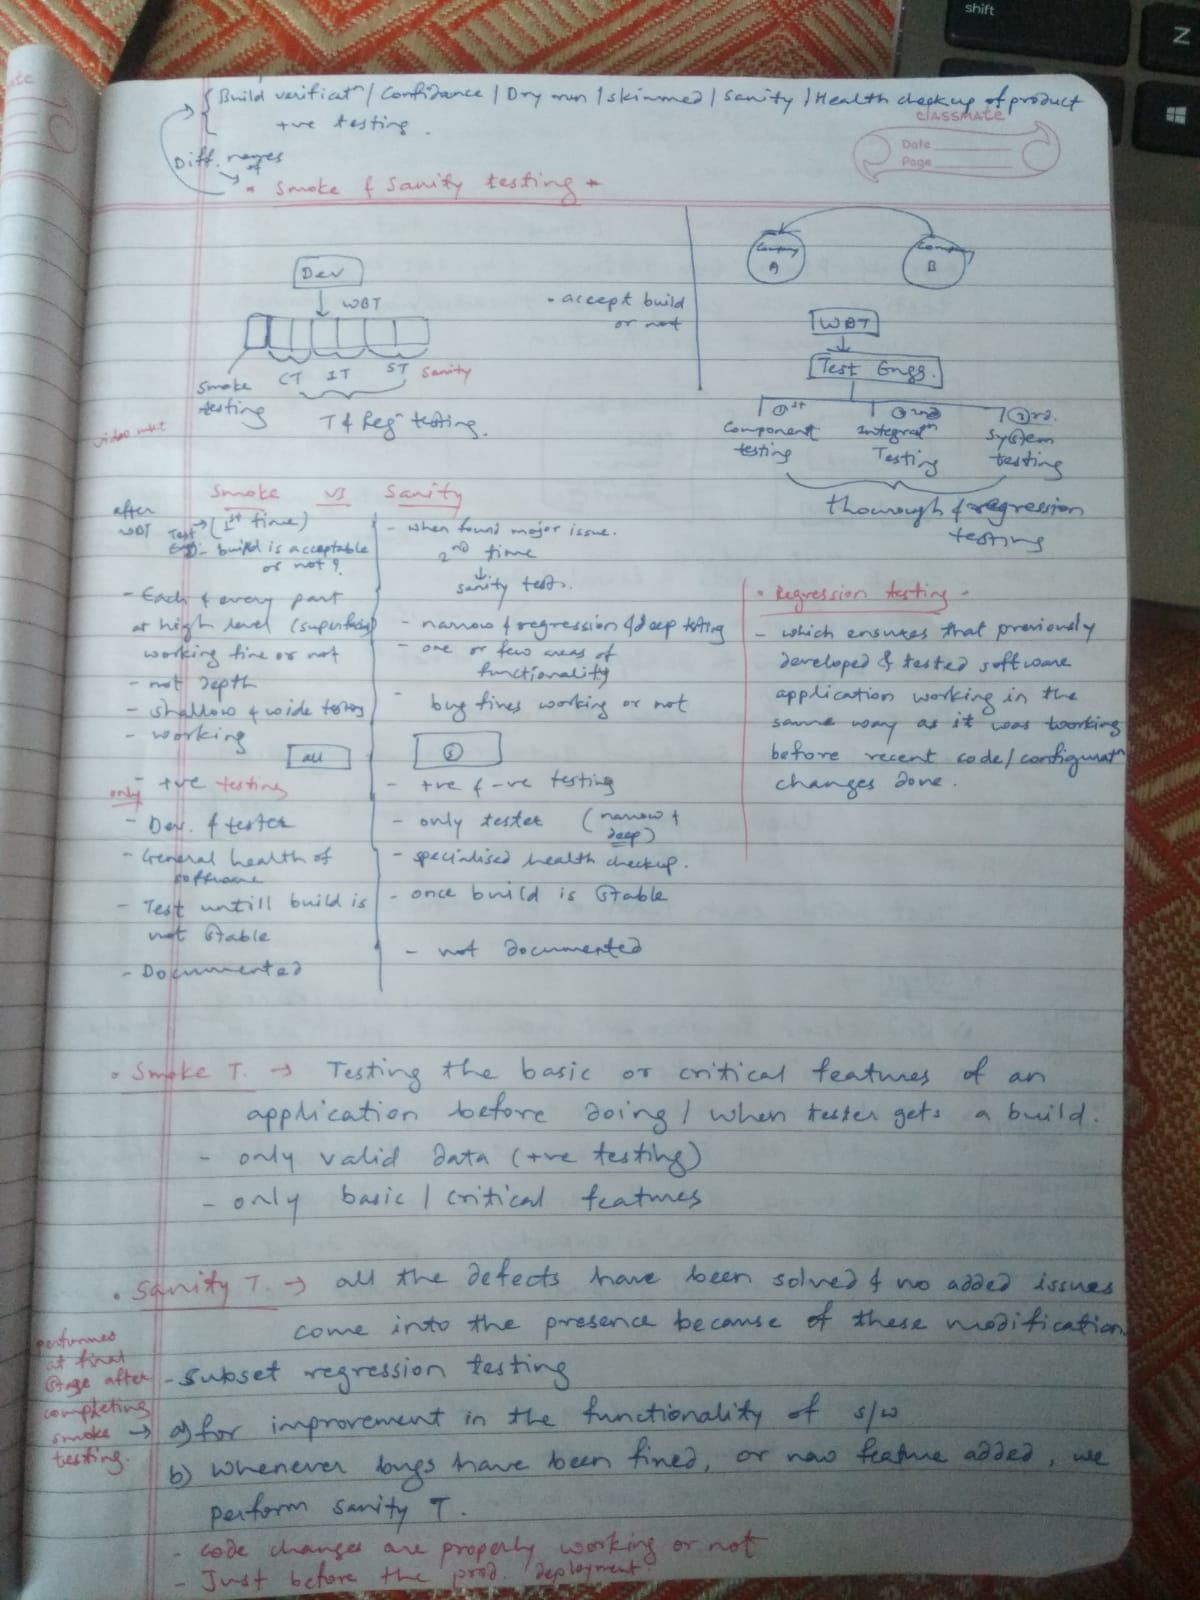 shift
Z
Build verificatn / Confidance / Dry run / skimmed / Sanity / Health checkup of product
+ve testing.
classmate
Date
Page
Diff. names
of
Smoke & Sanity testing
Dev
WBT
Smoke
testing
CT IT ST Sanity
T & Regn testing.
• accept build
or not
Company
A
Company
B
WBT
Test Engg.
1st 2nd 3rd.
Component
testing
Integratn
Testing
System
testing
thorough & regression
testing
Smoke vs Sanity
after
WBT
Test
Engg
(1st time)
- build is acceptable
or not?
- Each & every part
at high level (superficial)
working fine or not
- not depth
- shallow & wide testing
- working
all
- +ve testing
only
- Dev. & tester
- General health of
software
- Test untill build is
not stable
- Documented
- when found major issue.
2nd time
sanity test.
- narrow & regression & deep testing
- one or few areas of
functionality
- bug fixes working or not
S
- +ve & -ve testing
- only tester (narrow &
deep)
- specialised health checkup.
- once build is stable
- not documented
• Regression testing -
- which ensures that previously
developed & tested software
application working in the
same way as it was working
before recent code/configuratn
changes done.
• Smoke T. → Testing the basic or critical features of an
application before doing / when tester gets a build.
- only valid data (+ve testing)
- only basic / critical features
• Sanity T. → all the defects have been solved & no added issues
come into the presence because of these modification
- Subset regression testing
performed
at final
stage after
completing
smoke →
testing.
a) for improvement in the functionality of s/w
b) whenever bugs have been fixed, or new feature added, we
perform sanity T.
- code changes are properly working or not
- Just before the prod. deployment